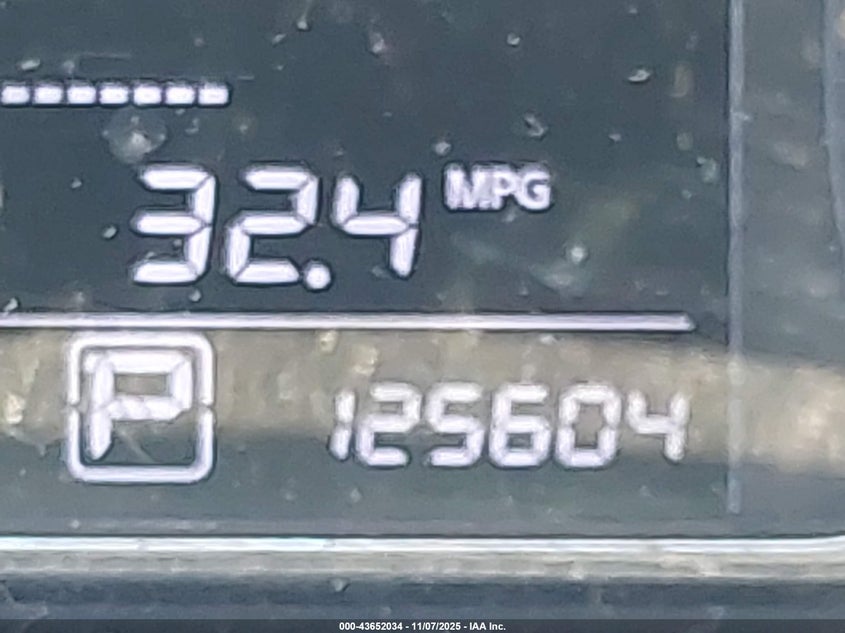 32.4 MPG
P 125604
000-43652034 - 11/07/2025 - IAA Inc.